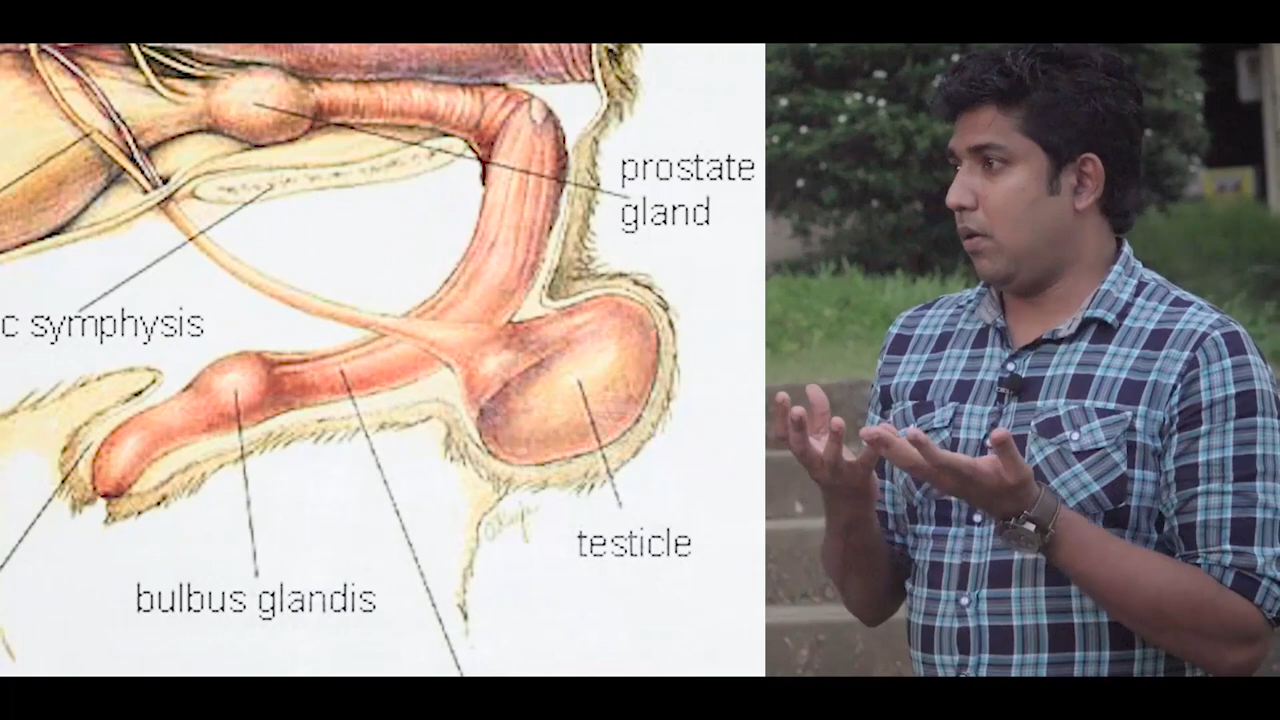 prostate
gland
c symphysis
testicle
bulbus glandis